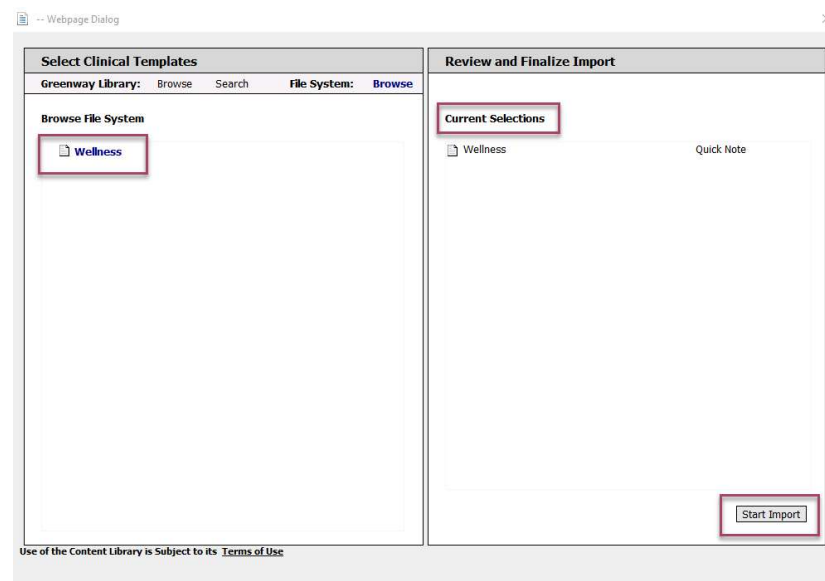 -- Webpage Dialog
Select Clinical Templates
Greenway Library: Browse Search File System: Browse
Browse File System
Wellness
Review and Finalize Import
Current Selections
Wellness Quick Note
Start Import
Use of the Content Library is Subject to its Terms of Use